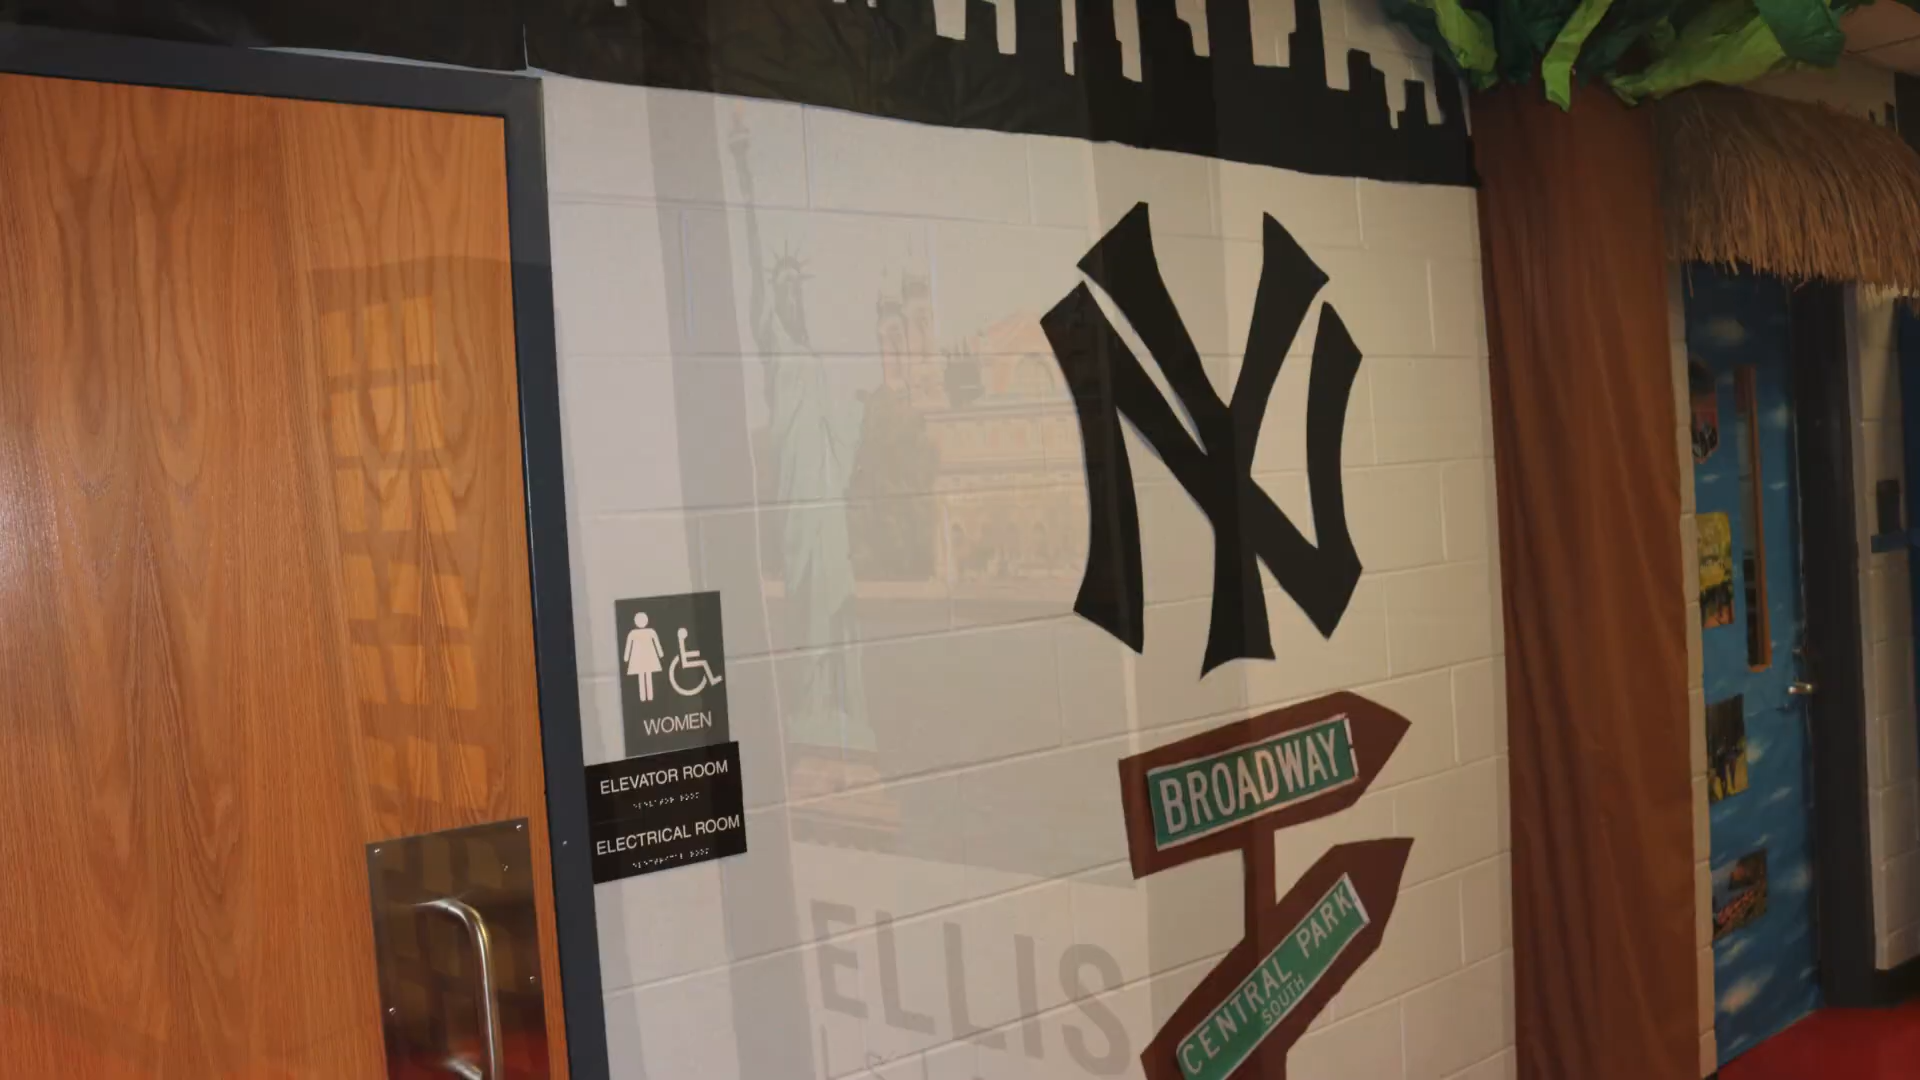 NY
WOMEN
ELEVATOR ROOM
ELECTRICAL ROOM
BROADWAY
CENTRAL PARK
SOUTH
ELLIS